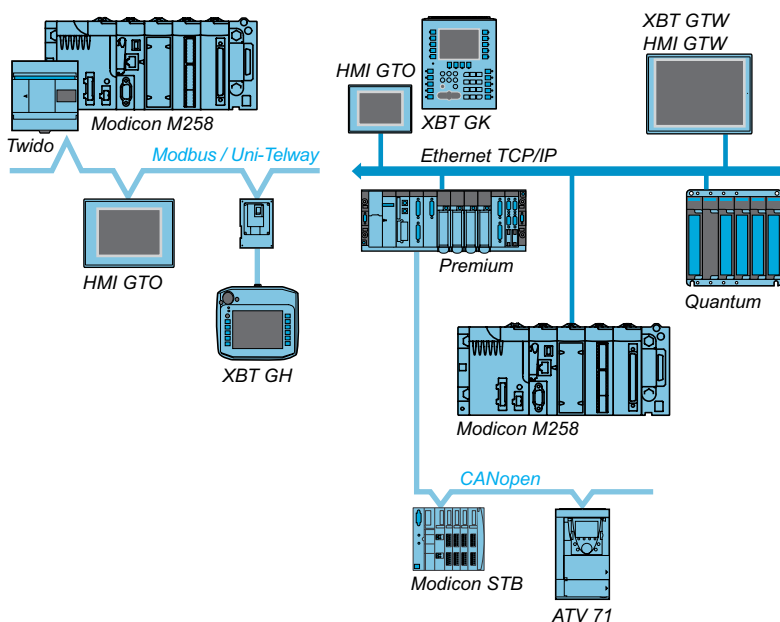 XBT GTW
HMI GTW
HMI GTO
XBT GK
Modicon M258
Twido
Modbus / Uni-Telway
Ethernet TCP/IP
HMI GTO
Premium
Quantum
XBT GH
Modicon M258
CANopen
Modicon STB
ATV 71